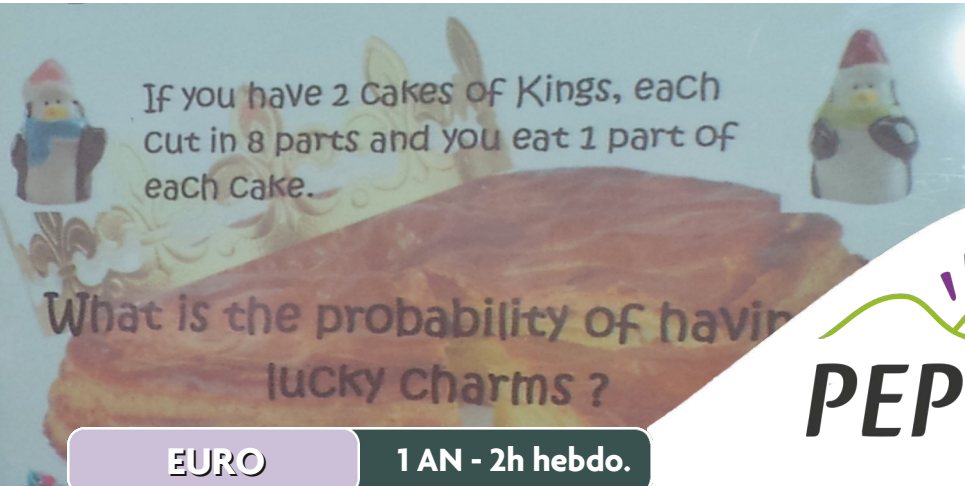 If you have 2 cakes of Kings, each
cut in 8 parts and you eat 1 part of
each cake.
What is the probability of
lucky charms ?
PEP
EURO
1 AN - 2h hebdo.